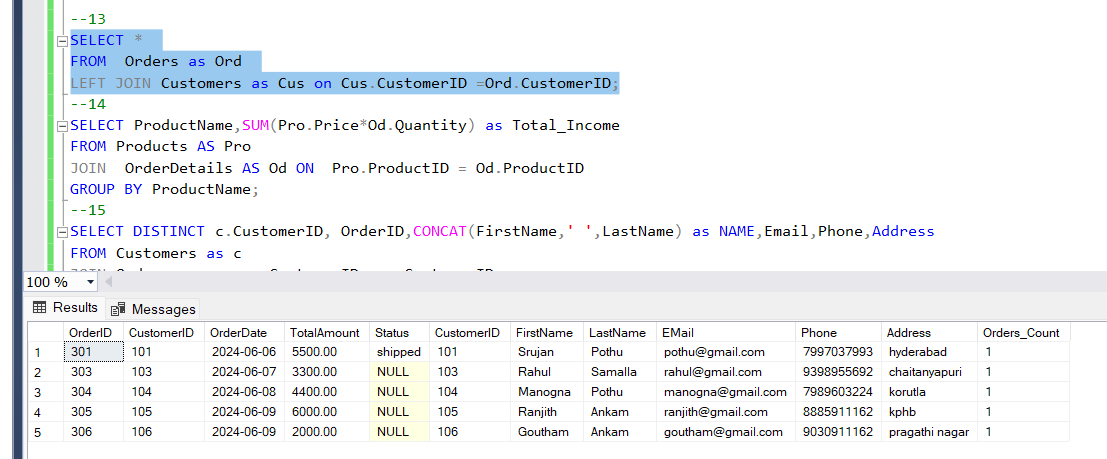 --13
SELECT *
FROM  Orders as Ord
LEFT JOIN Customers as Cus on Cus.CustomerID =Ord.CustomerID;
--14
SELECT ProductName,SUM(Pro.Price*Od.Quantity) as Total_Income
FROM Products AS Pro
JOIN  OrderDetails AS Od ON  Pro.ProductID = Od.ProductID
GROUP BY ProductName;
--15
SELECT DISTINCT c.CustomerID, OrderID,CONCAT(FirstName,' ',LastName) as NAME,Email,Phone,Address
FROM Customers as c
100 %
Results Messages
OrderID CustomerID OrderDate TotalAmount Status CustomerID FirstName LastName EMail Phone Address Orders_Count
1 301 101 2024-06-06 5500.00 shipped 101 Srujan Pothu pothu@gmail.com 7997037993 hyderabad 1
2 303 103 2024-06-07 3300.00 NULL 103 Rahul Samalla rahul@gmail.com 9398955692 chaitanyapuri 1
3 304 104 2024-06-08 4400.00 NULL 104 Manogna Pothu manogna@gmail.com 7989603224 korutla 1
4 305 105 2024-06-09 6000.00 NULL 105 Ranjith Ankam ranjith@gmail.com 8885911162 kphb 1
5 306 106 2024-06-09 2000.00 NULL 106 Goutham Ankam goutham@gmail.com 9030911162 pragathi nagar 1